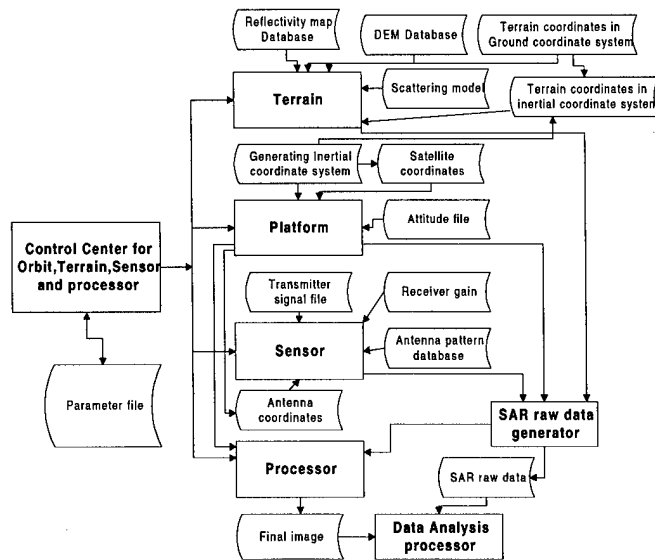 Reflectivity map
Database
DEM Database
Terrain coordinates in
Ground coordinate system
Terrain
Scattering model
Terrain coordinates in
inertial coordinate system
Generating Inertial
coordinate system
Satellite
coordinates
Platform
Attitude file
Control Center for
Orbit,Terrain,Sensor
and processor
Transmitter
signal file
Receiver gain
Sensor
Antenna pattern
database
Parameter file
Antenna
coordinates
SAR raw data
generator
Processor
SAR raw data
Final image
Data Analysis
processor